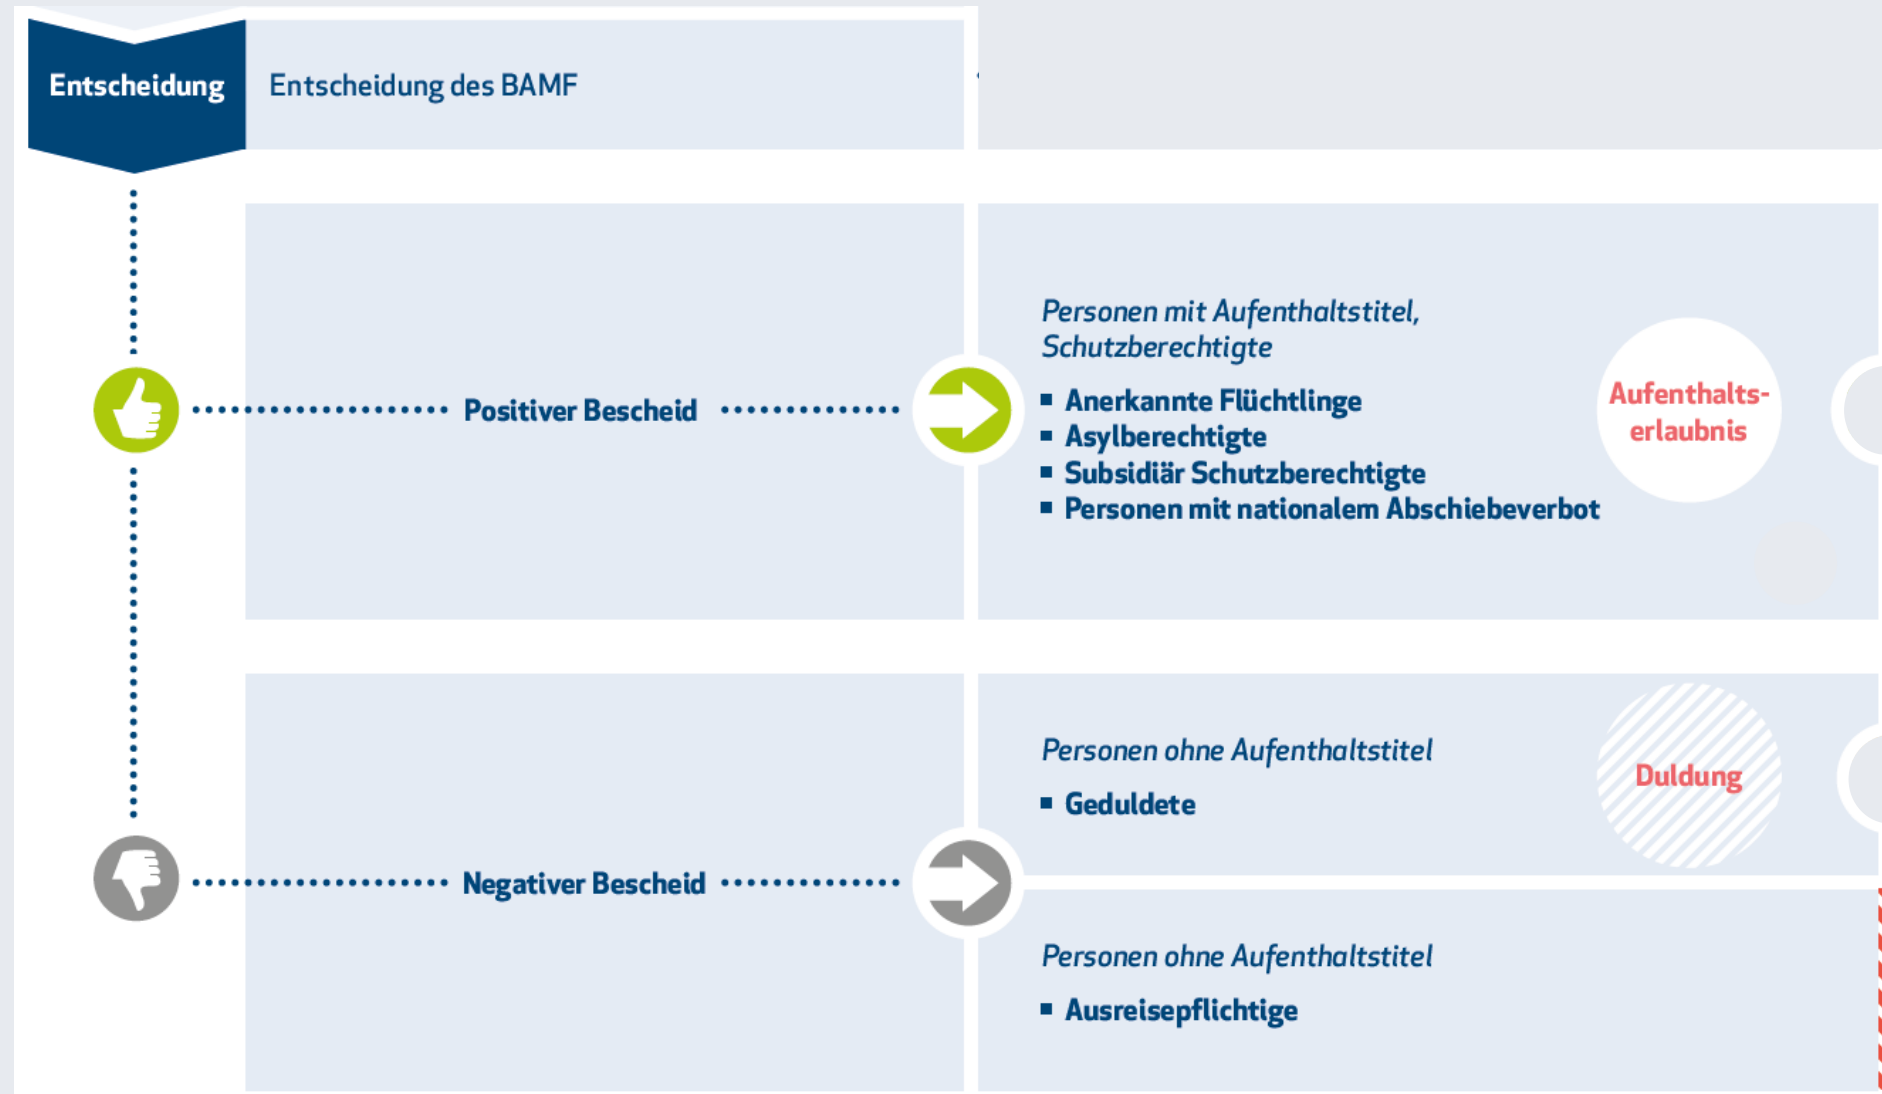 Entscheidung
Entscheidung des BAMF
Positiver Bescheid
Personen mit Aufenthaltstitel,
Schutzberechtigte
▪ Anerkannte Flüchtlinge
▪ Asylberechtigte
▪ Subsidiär Schutzberechtigte
▪ Personen mit nationalem Abschiebeverbot
Aufenthalts-
erlaubnis
Negativer Bescheid
Personen ohne Aufenthaltstitel
▪ Geduldete
Duldung
Personen ohne Aufenthaltstitel
▪ Ausreisepflichtige